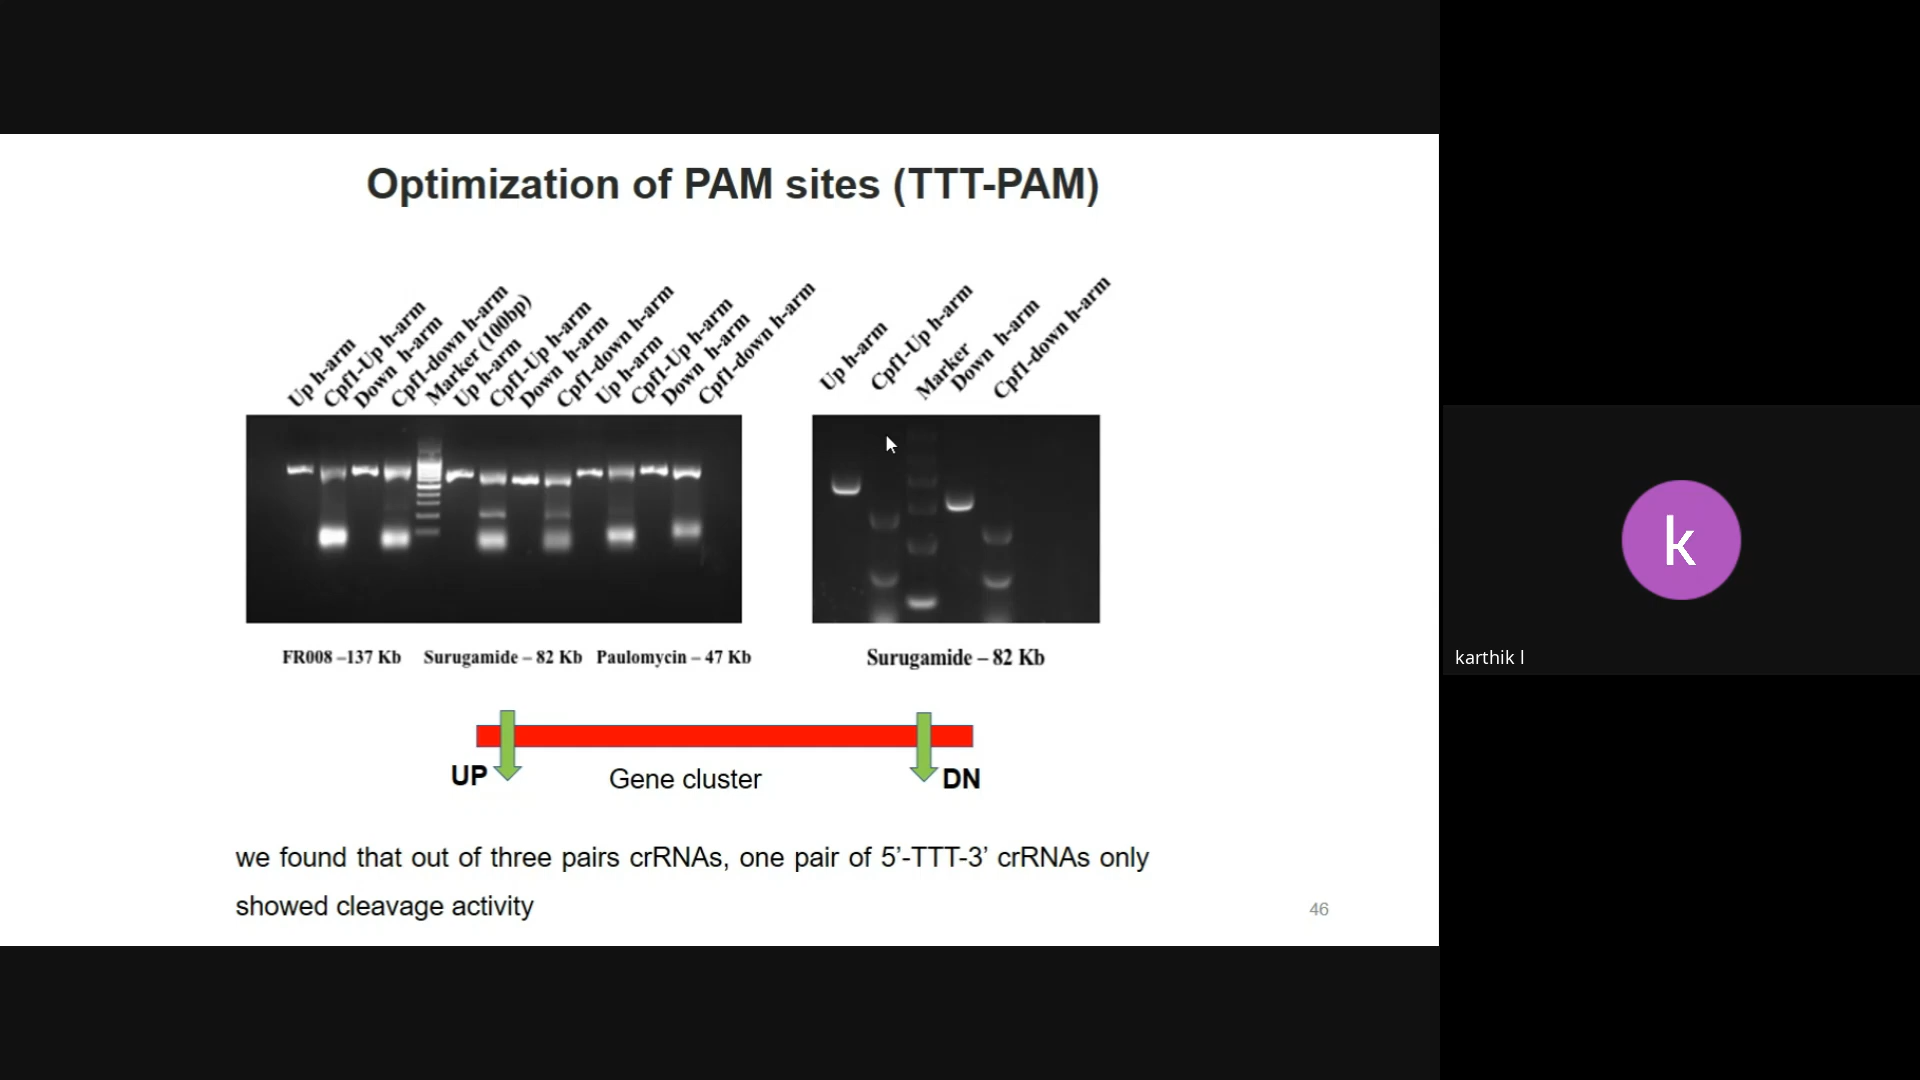 Optimization of PAM sites (TTT-PAM)
Up h-arm
Cpf1-Up h-arm
Down h-arm
Cpf1-down h-arm
Marker (100bp)
Up h-arm
Cpf1-Up h-arm
Down h-arm
Cpf1-down h-arm
Up h-arm
Cpf1-Up h-arm
Down h-arm
Cpf1-down h-arm
Up h-arm
Cpf1-Up h-arm
Marker
Down h-arm
Cpf1-down h-arm
FR008 –137 Kb Surugamide – 82 Kb Paulomycin – 47 Kb
Surugamide – 82 Kb
UP
Gene cluster
DN
we found that out of three pairs crRNAs, one pair of 5’-TTT-3’ crRNAs only
showed cleavage activity
46
k
karthik l